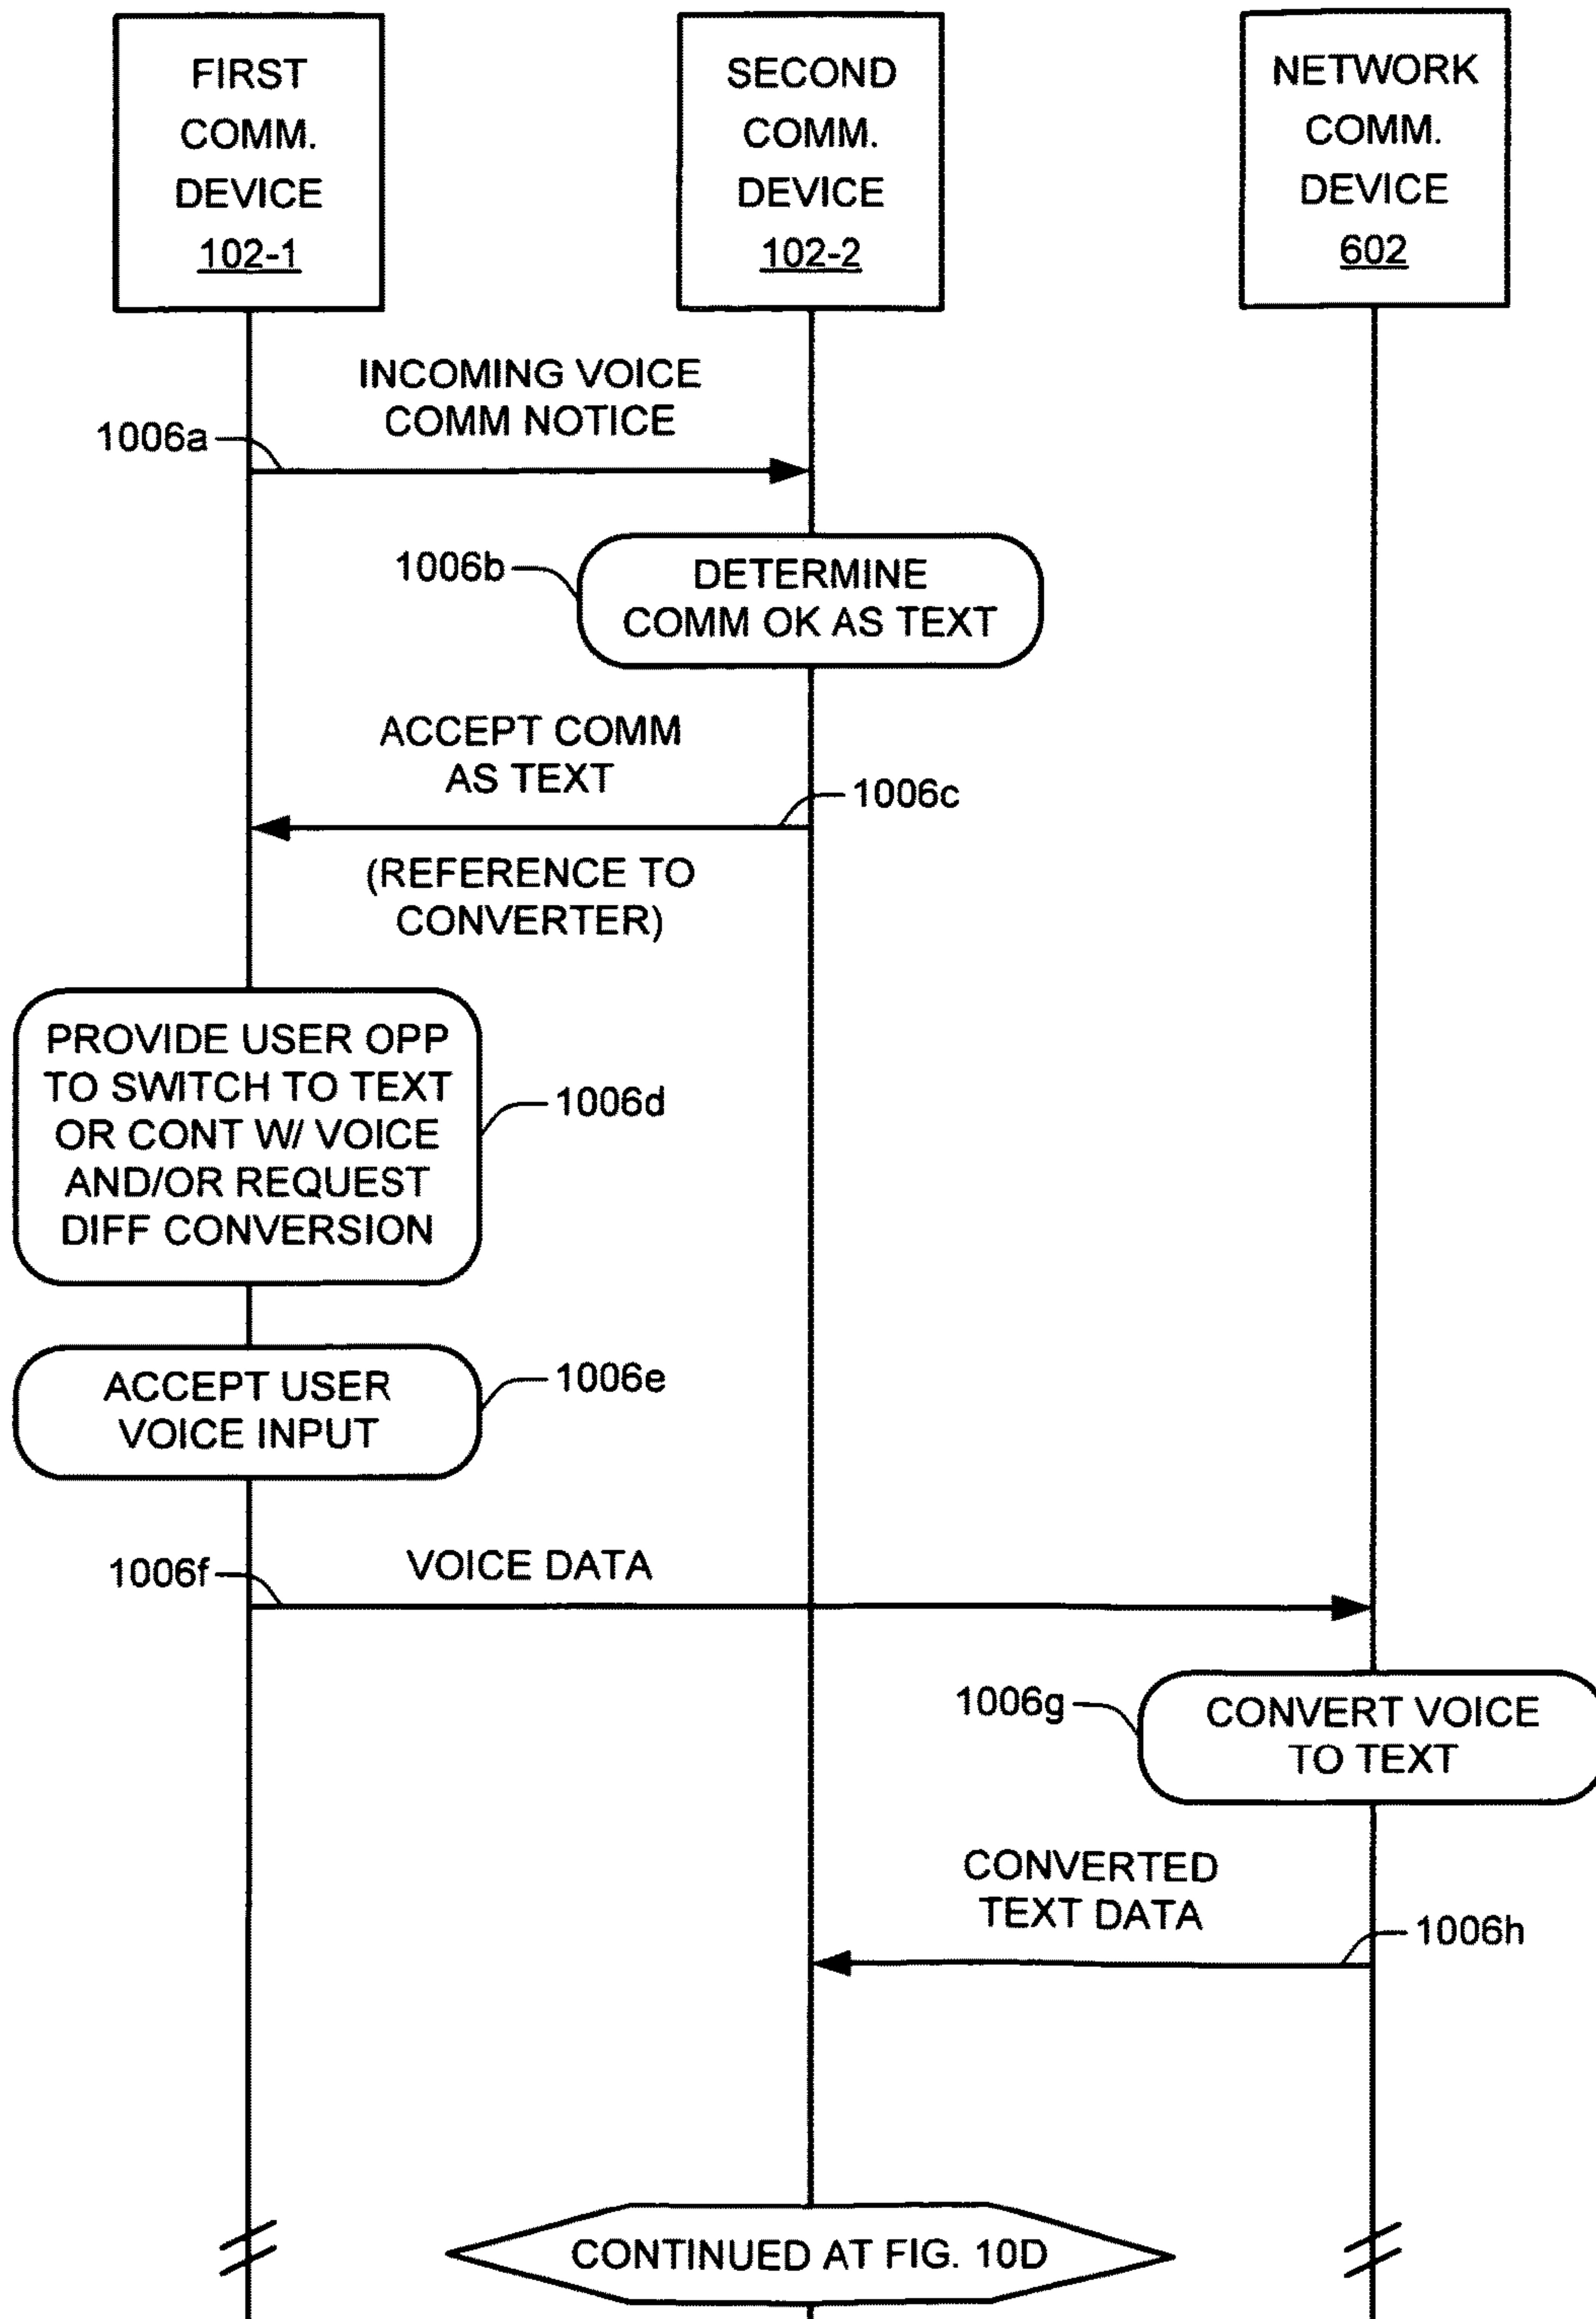 FIRST
COMM.
DEVICE
102-1
SECOND
COMM.
DEVICE
102-2
NETWORK
COMM.
DEVICE
602
INCOMING VOICE
COMM NOTICE
1006a
1006b
DETERMINE
COMM OK AS TEXT
ACCEPT COMM
AS TEXT
1006c
(REFERENCE TO
CONVERTER)
PROVIDE USER OPP
TO SWITCH TO TEXT
OR CONT W/ VOICE
AND/OR REQUEST
DIFF CONVERSION
1006d
ACCEPT USER
VOICE INPUT
1006e
1006f
VOICE DATA
1006g
CONVERT VOICE
TO TEXT
CONVERTED
TEXT DATA
1006h
CONTINUED AT FIG. 10D